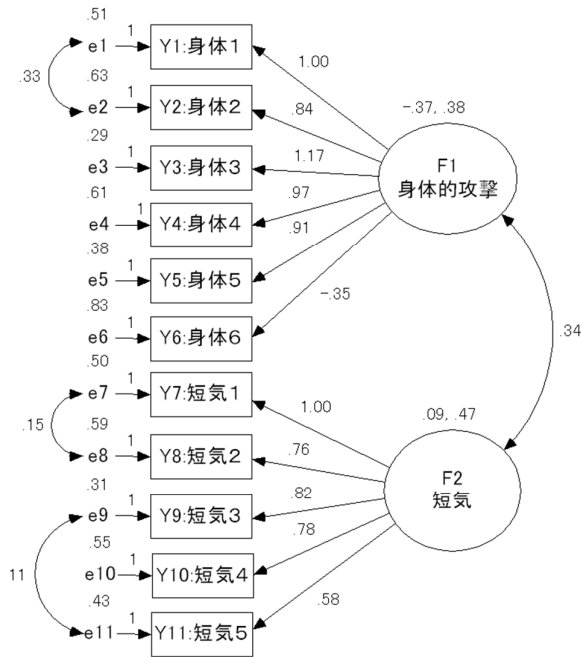 .51
e1
1
Y1:身体1
.33
.63
e2
1
Y2:身体2
.29
e3
1
Y3:身体3
.61
e4
1
Y4:身体4
.38
e5
1
Y5:身体5
.83
e6
1
Y6:身体6
.50
e7
1
Y7:短気1
.15
.59
e8
1
Y8:短気2
.31
e9
1
Y9:短気3
.55
11
e10
1
Y10:短気4
.43
e11
1
Y11:短気5
1.00
.84
1.17
.97
.91
-.35
-.37, .38
F1
身体的攻撃
.34
1.00
.76
.82
.78
.58
.09, .47
F2
短気